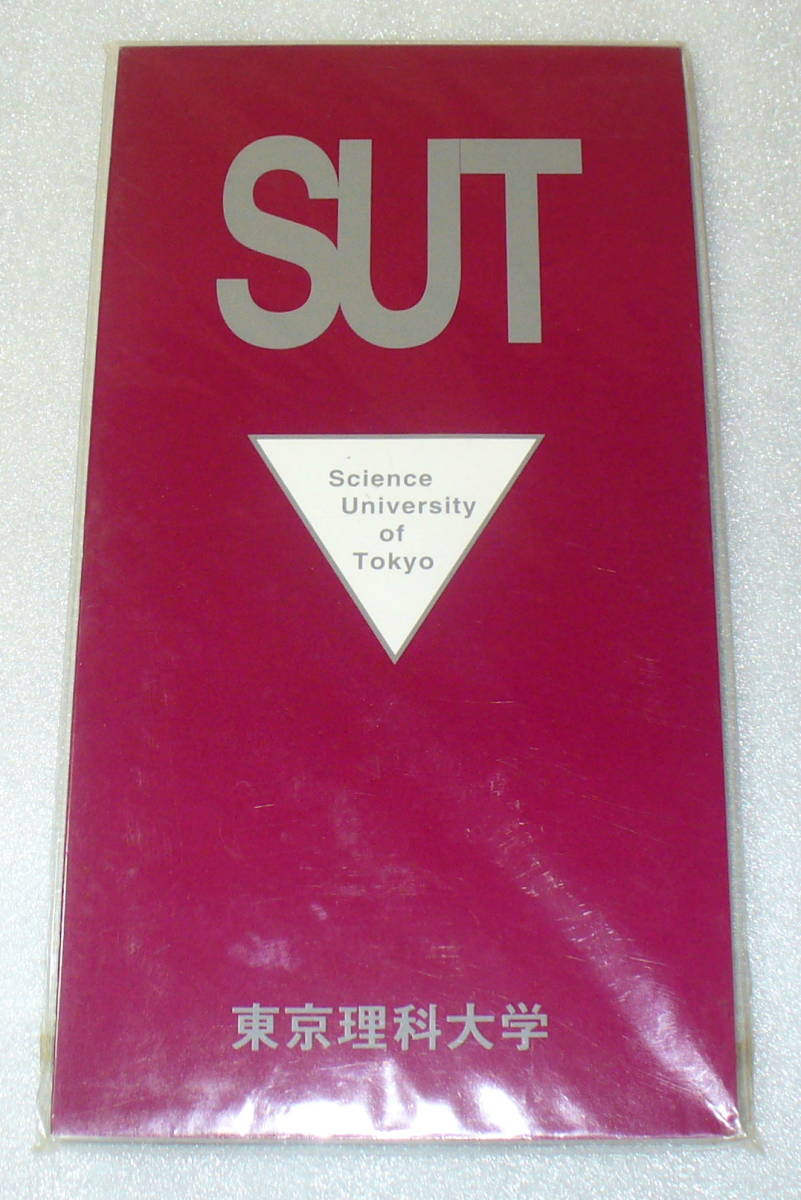 SUT
Science
University
of
Tokyo
東京理科大学